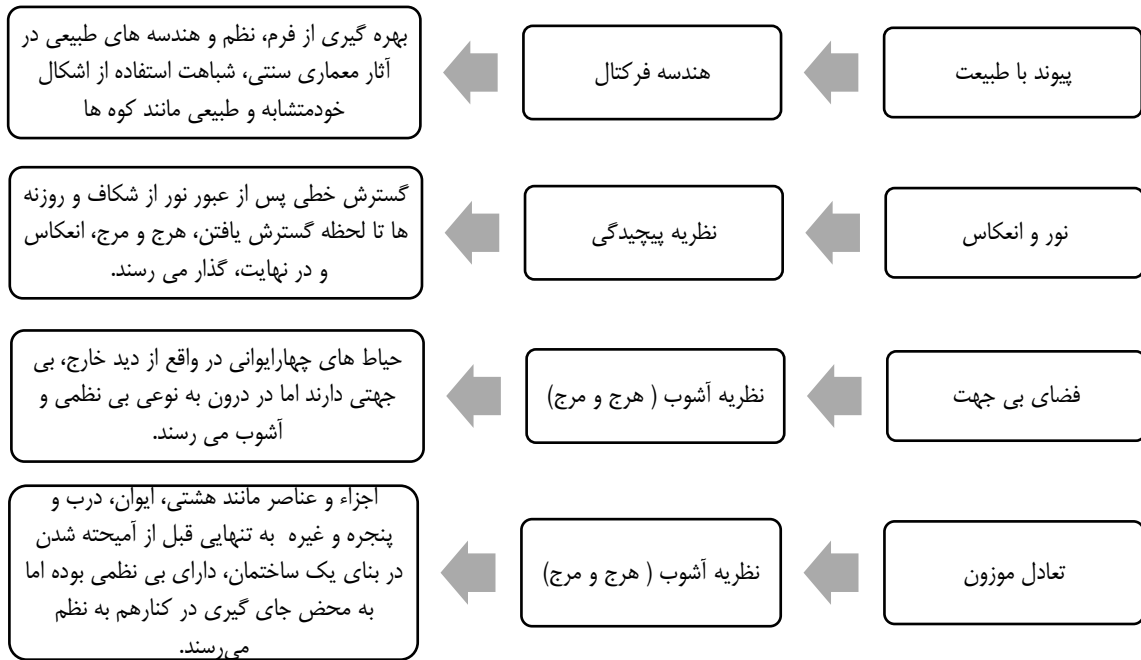 پیوند با طبیعت
هندسه فرکتال
بهره گیری از فرم، نظم و هندسه های طبیعی در
آثار معماری سنتی، شباهت استفاده از اشکال
خودمتشابه و طبیعی مانند کوه ها
نور و انعکاس
نظریه پیچیدگی
گسترش خطی پس از عبور نور از شکاف و روزنه
ها تا لحظه گسترش یافتن، هرج و مرج، انعکاس
و در نهایت، گذار می رسند.
فضای بی جهت
نظریه آشوب ( هرج و مرج)
حیاط های چهارایوانی در واقع از دید خارج، بی
جهتی دارند اما در درون به نوعی بی نظمی و
آشوب می رسند.
تعادل موزون
نظریه آشوب ( هرج و مرج)
اجزاء و عناصر مانند هشتی، ایوان، درب و
پنجره و غیره به تنهایی قبل از آمیحته شدن
در بنای یک ساختمان، دارای بی نظمی بوده اما
به محض جای گیری در کنارهم به نظم
می‌رسند.